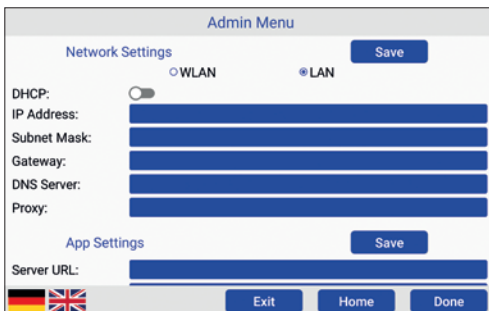 Admin Menu
Network Settings Save
WLAN LAN
DHCP:
IP Address:
Subnet Mask:
Gateway:
DNS Server:
Proxy:
App Settings Save
Server URL:
Exit Home Done